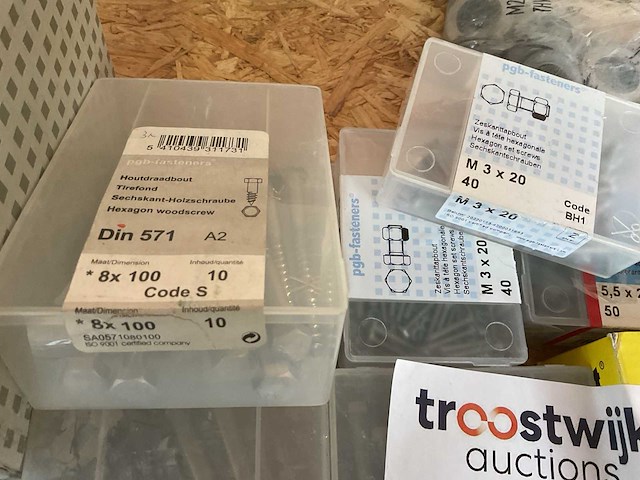 5 410439 311731
pgb-fasteners
Houtdraadbout
Tirefond
Sechskant-Holzschraube
Hexagon woodscrew
Din 571 A2
Maat/Dimension Inhoud/quantité
* 8x 100 10
Code S
Maat/Dimension Inhoud/quantité
* 8x 100 10
SA0571080100
ISO 9001 certified company
pgb-fasteners
Zeskanttapbout
Vis à tête hexagonale
Hexagon set screws
Sechskantschrauben
M 3 x 20
40
Code
BH1
M 3 x 20
pgb-fasteners
Zeskanttapbout
Vis à tête hexagonale
Hexagon set screws
Sechskantschrauben
M 3 x 20
40
5,5 x 2
50
troostwijk
auctions